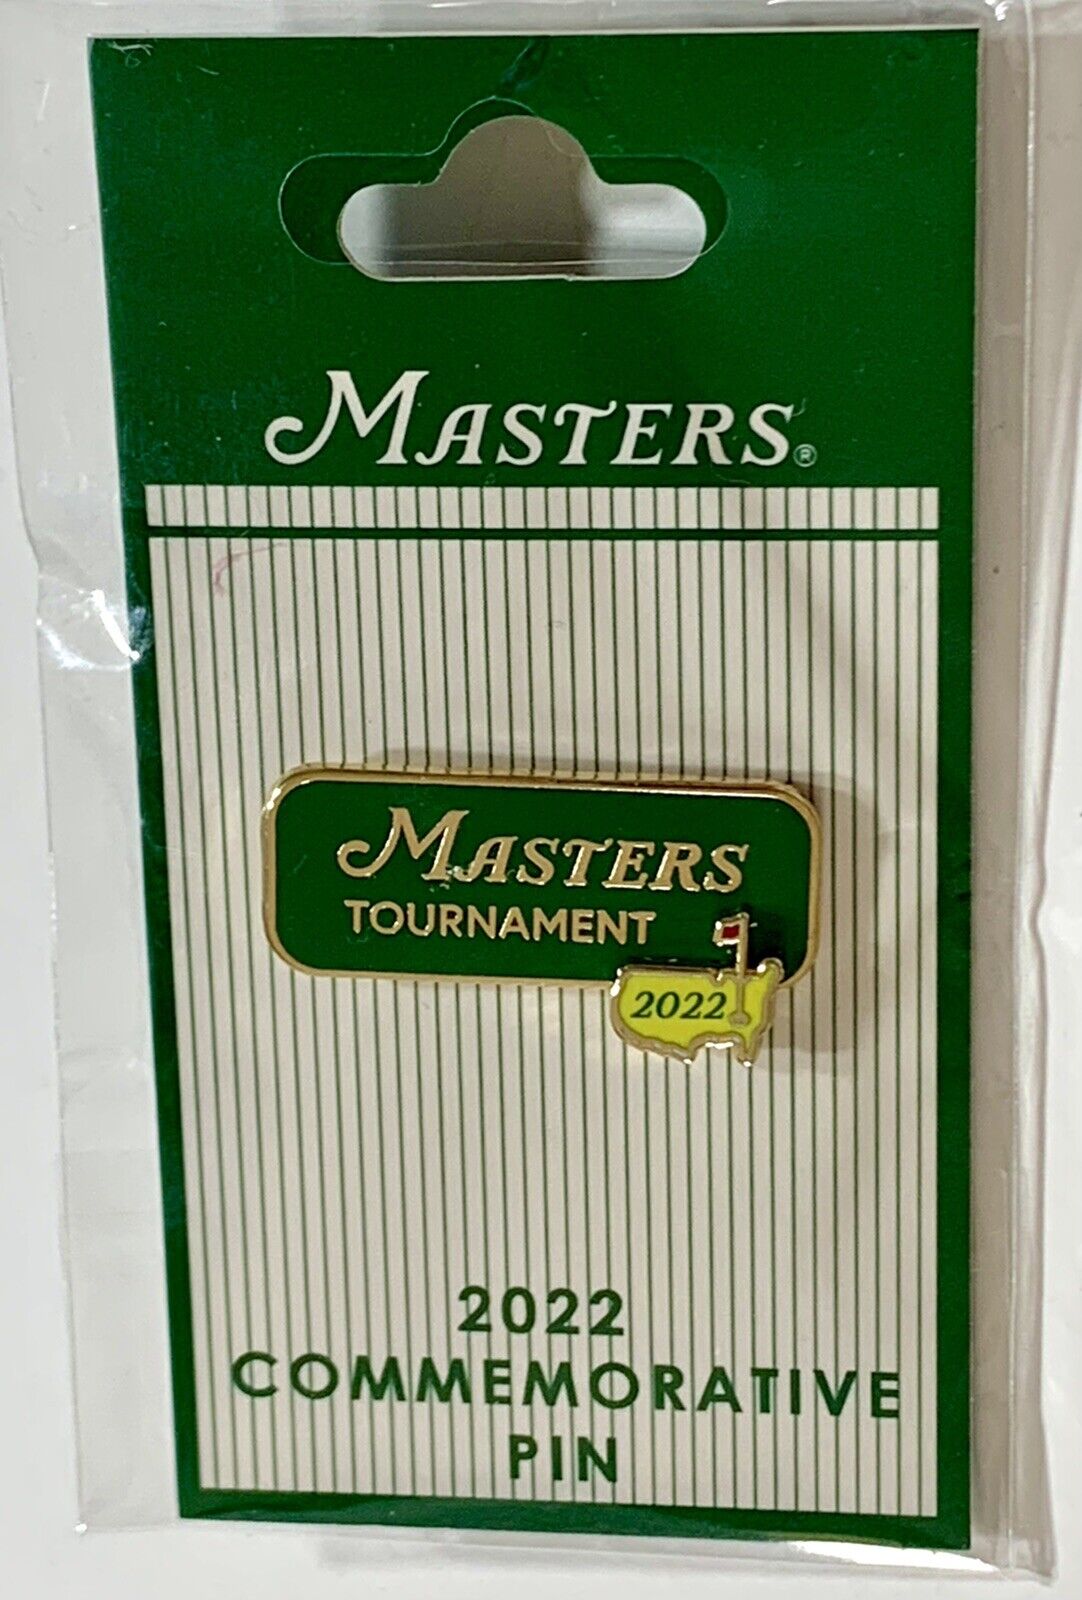 MASTERS®
MASTERS
TOURNAMENT
2022
2022
COMMEMORATIVE
PIN